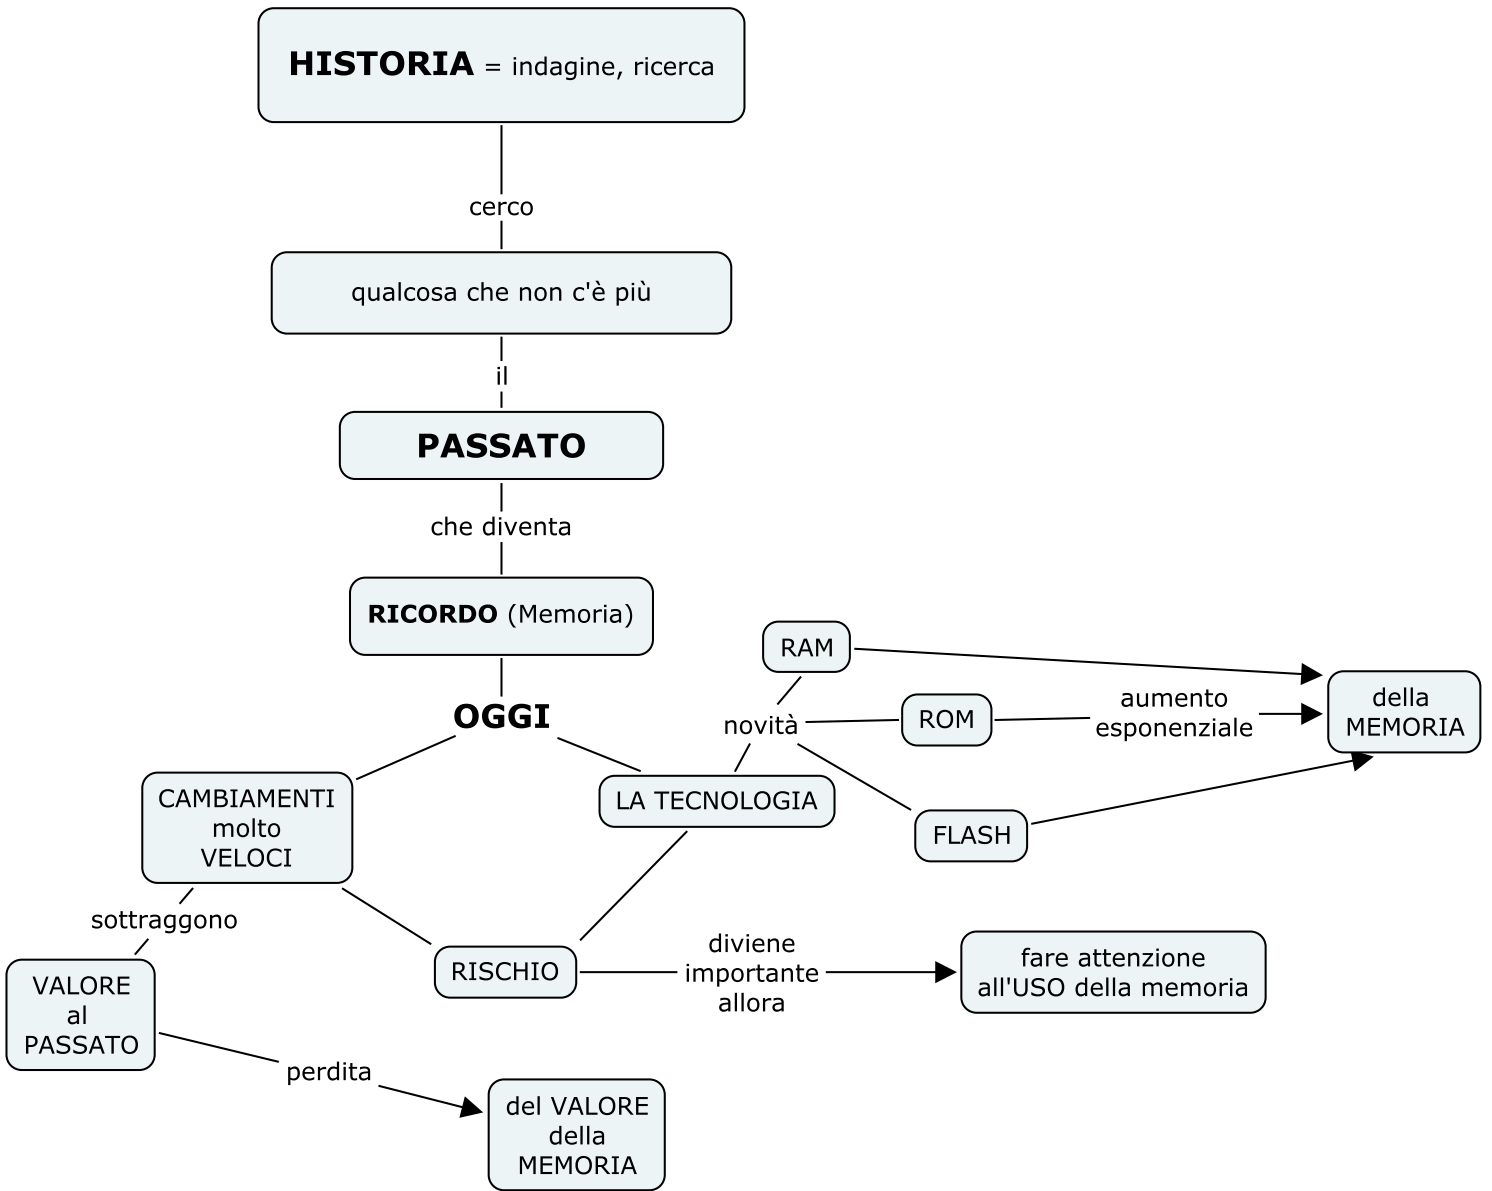 HISTORIA = indagine, ricerca
cerco
qualcosa che non c'è più
il
PASSATO
che diventa
RICORDO (Memoria)
OGGI
CAMBIAMENTI
molto
VELOCI
sottraggono
VALORE
al
PASSATO
perdita
del VALORE
della
MEMORIA
LA TECNOLOGIA
novità
RAM
ROM
FLASH
aumento
esponenziale
della
MEMORIA
RISCHIO
diviene
importante
allora
fare attenzione
all'USO della memoria